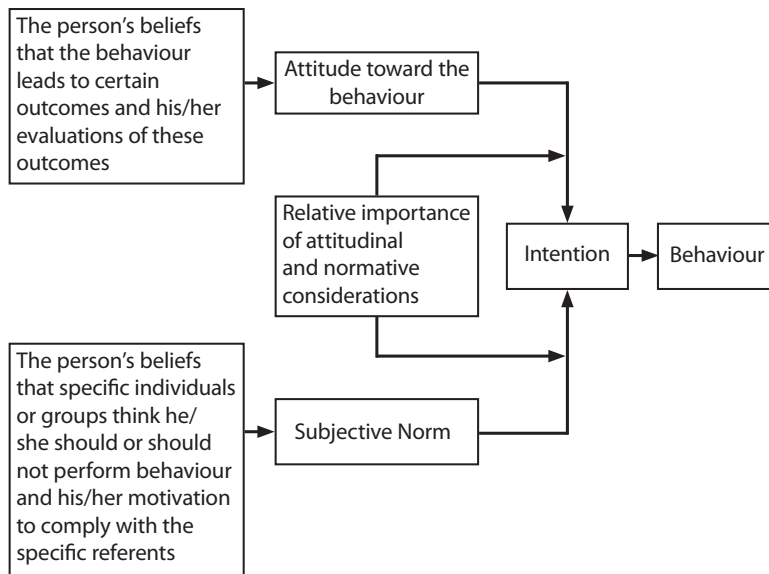 The person’s beliefs
that the behaviour
leads to certain
outcomes and his/her
evaluations of these
outcomes
Attitude toward the
behaviour
Relative importance
of attitudinal
and normative
considerations
Intention
Behaviour
The person’s beliefs
that specific individuals
or groups think he/
she should or should
not perform behaviour
and his/her motivation
to comply with the
specific referents
Subjective Norm